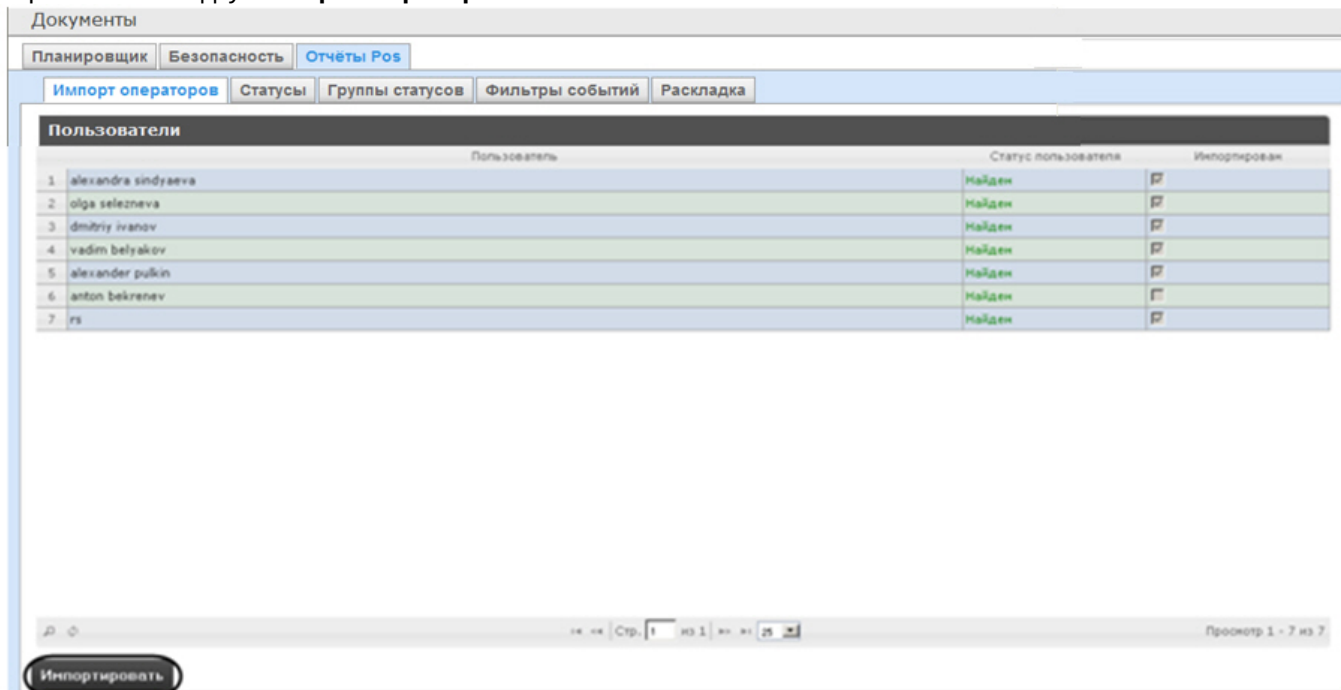 Документы
Планировщик Безопасность Отчёты Pos
Импорт операторов Статусы Группы статусов Фильтры событий Раскладка
Пользователи
Пользователь Статус пользователя Импортирован
1 alexandra sindyaeva Найден
2 olga selezneva Найден
3 dmitriy ivanov Найден
4 vadim belyakov Найден
5 alexander pulkin Найден
6 anton bekrenev Найден
7 rs Найден
Стр. 1 из 1 25 Просмотр 1 - 7 из 7
Импортировать